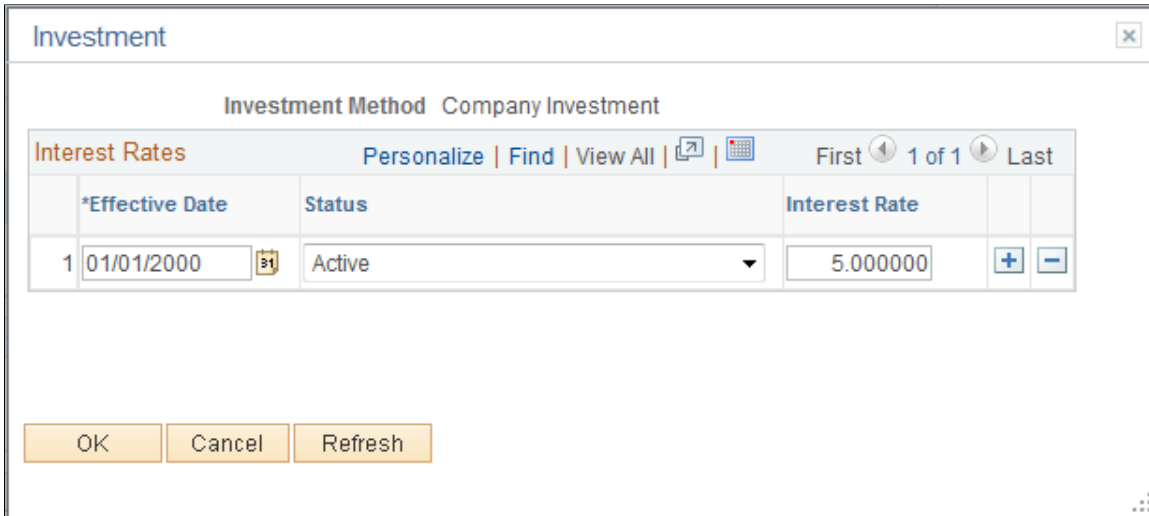 Investment
Investment Method Company Investment
Interest Rates Personalize | Find | View All | | First 1 of 1 Last
*Effective Date Status Interest Rate
1 01/01/2000 31 Active 5.000000 + -
OK Cancel Refresh